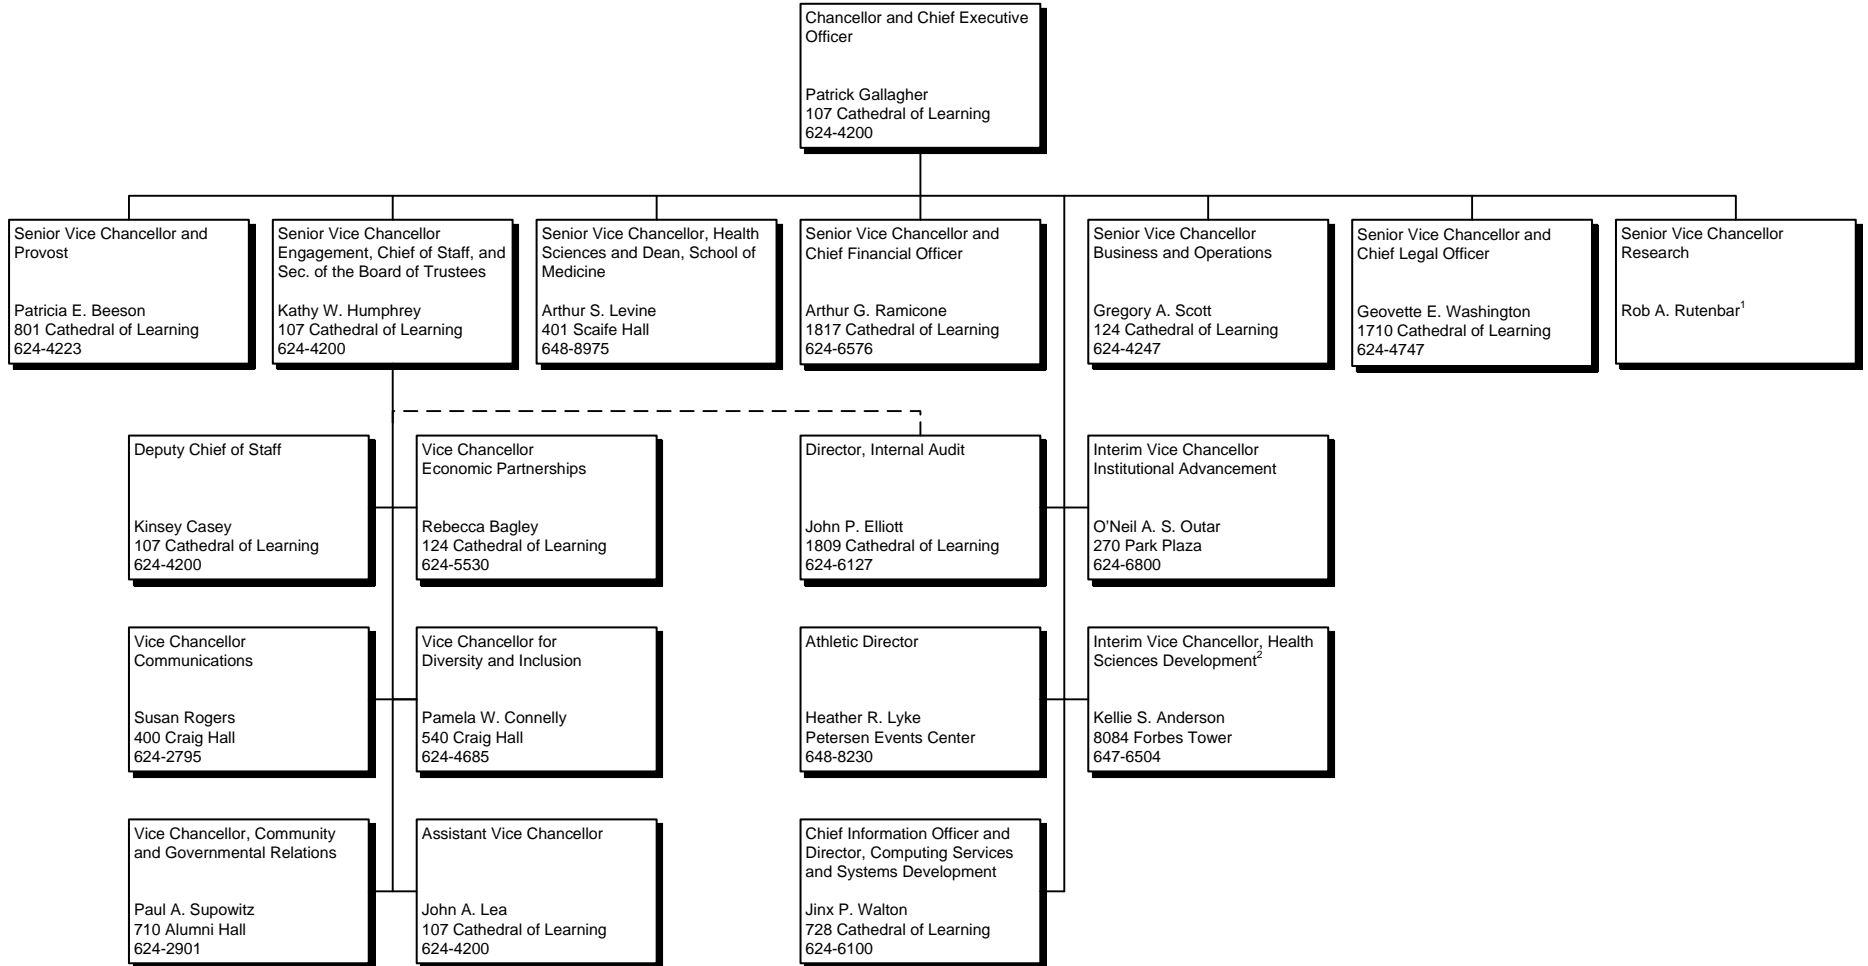 Chancellor and Chief Executive
Officer
Patrick Gallagher
107 Cathedral of Learning
624-4200
Senior Vice Chancellor and
Provost
Patricia E. Beeson
801 Cathedral of Learning
624-4223
Senior Vice Chancellor
Engagement, Chief of Staff, and
Sec. of the Board of Trustees
Kathy W. Humphrey
107 Cathedral of Learning
624-4200
Senior Vice Chancellor, Health
Sciences and Dean, School of
Medicine
Arthur S. Levine
401 Scaife Hall
648-8975
Senior Vice Chancellor and
Chief Financial Officer
Arthur G. Ramicone
1817 Cathedral of Learning
624-6576
Senior Vice Chancellor
Business and Operations
Gregory A. Scott
124 Cathedral of Learning
624-4247
Senior Vice Chancellor and
Chief Legal Officer
Geovette E. Washington
1710 Cathedral of Learning
624-4747
Senior Vice Chancellor
Research
Rob A. Rutenbar¹
Deputy Chief of Staff
Kinsey Casey
107 Cathedral of Learning
624-4200
Vice Chancellor
Economic Partnerships
Rebecca Bagley
124 Cathedral of Learning
624-5530
Director, Internal Audit
John P. Elliott
1809 Cathedral of Learning
624-6127
Interim Vice Chancellor
Institutional Advancement
O'Neil A. S. Outar
270 Park Plaza
624-6800
Vice Chancellor
Communications
Susan Rogers
400 Craig Hall
624-2795
Vice Chancellor for
Diversity and Inclusion
Pamela W. Connelly
540 Craig Hall
624-4685
Athletic Director
Heather R. Lyke
Petersen Events Center
648-8230
Interim Vice Chancellor, Health
Sciences Development²
Kellie S. Anderson
8084 Forbes Tower
647-6504
Vice Chancellor, Community
and Governmental Relations
Paul A. Supowitz
710 Alumni Hall
624-2901
Assistant Vice Chancellor
John A. Lea
107 Cathedral of Learning
624-4200
Chief Information Officer and
Director, Computing Services
and Systems Development
Jinx P. Walton
728 Cathedral of Learning
624-6100